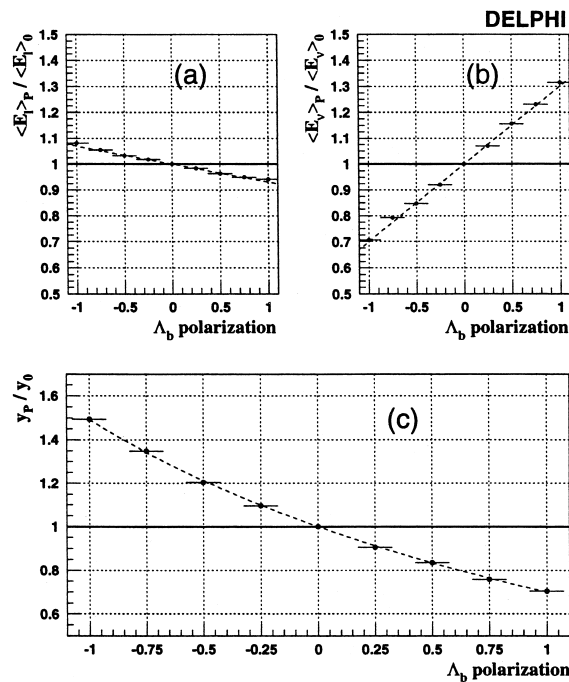 DELPHI
<E_l>_P / <E_l>_0
1.5
1.4
1.3
1.2
1.1
1
0.9
0.8
0.7
0.6
0.5
(a)
-1 -0.5 0 0.5 1
Λ_b polarization
<E_ν>_P / <E_ν>_0
1.5
1.4
1.3
1.2
1.1
1
0.9
0.8
0.7
0.6
0.5
(b)
-1 -0.5 0 0.5 1
Λ_b polarization
y_P / y_0
1.6
1.4
1.2
1
0.8
0.6
(c)
-1 -0.75 -0.5 -0.25 0 0.25 0.5 0.75 1
Λ_b polarization